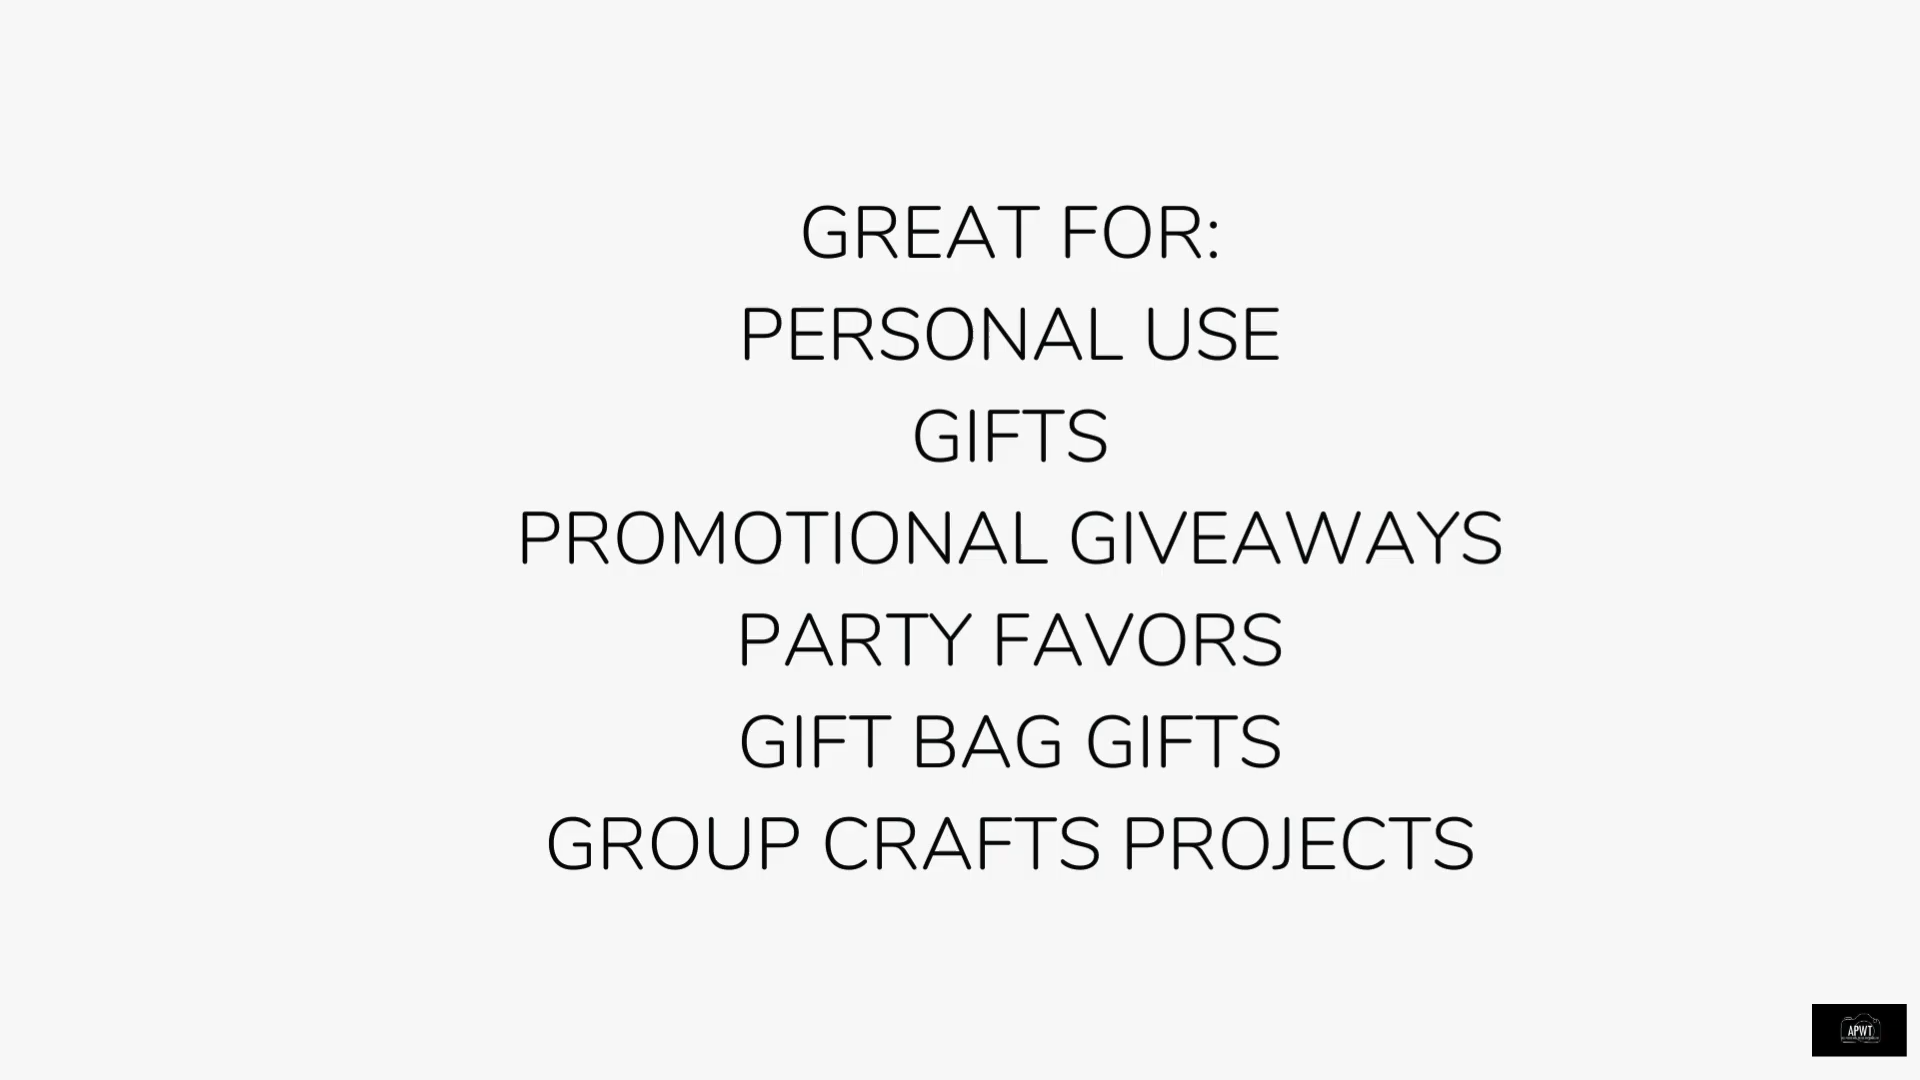 GREAT FOR:
PERSONAL USE
GIFTS
PROMOTIONAL GIVEAWAYS
PARTY FAVORS
GIFT BAG GIFTS
GROUP CRAFTS PROJECTS
APWT